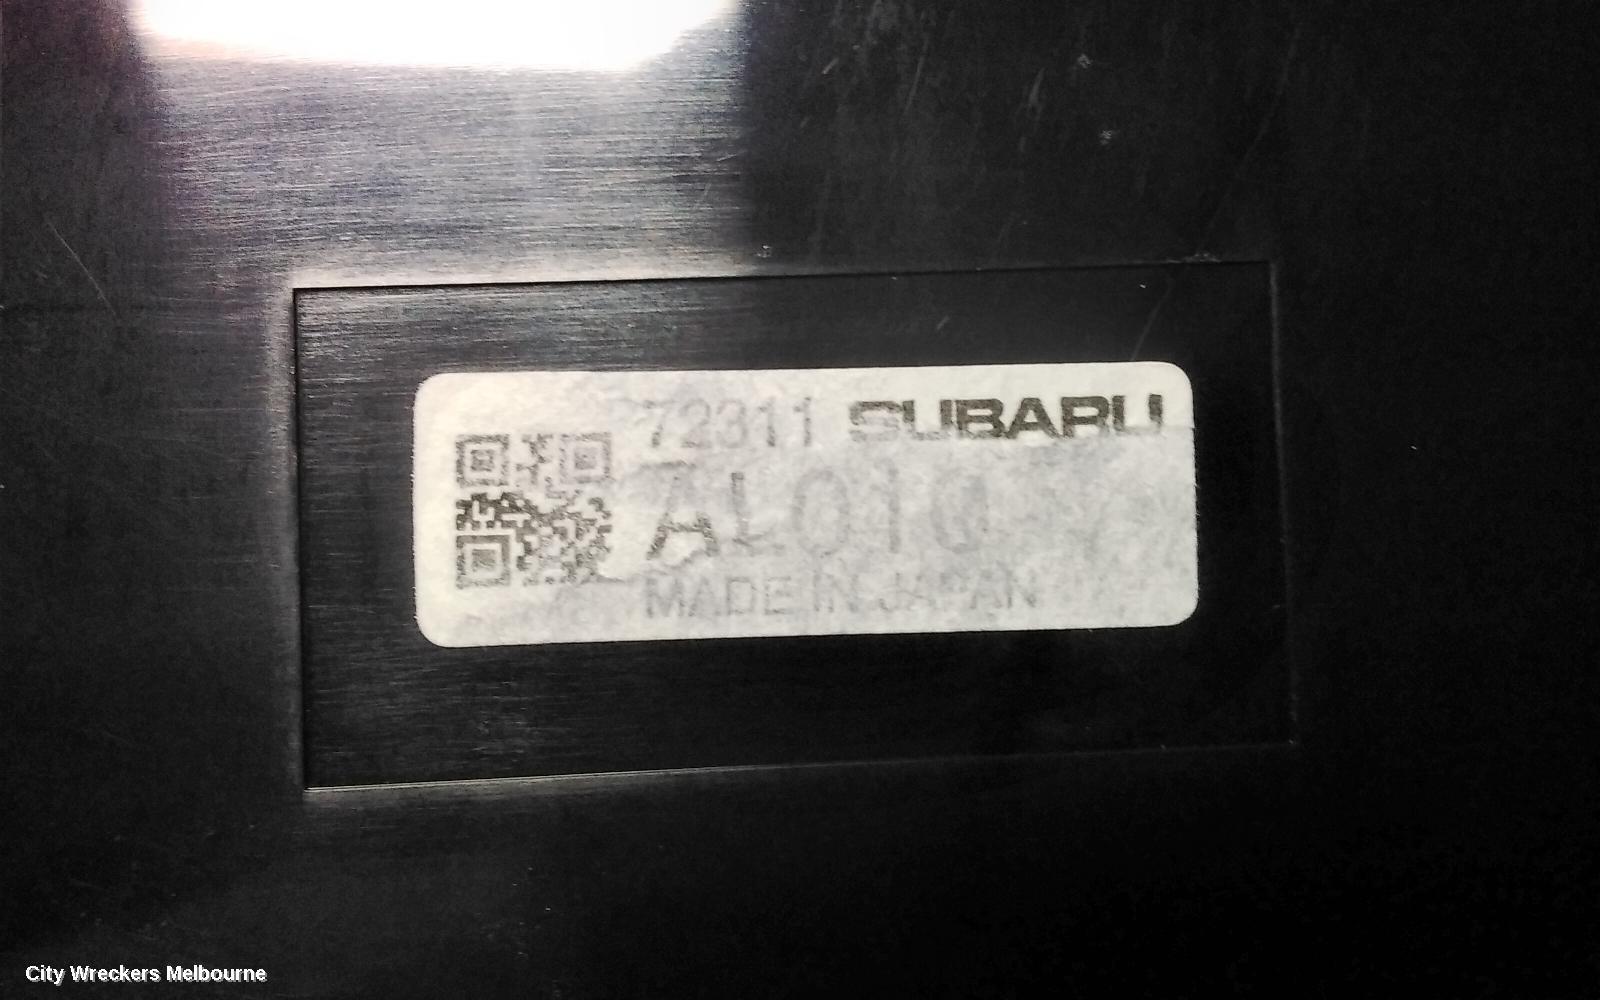 72311 SUBARU
AL010
MADE IN JAPAN
City Wreckers Melbourne